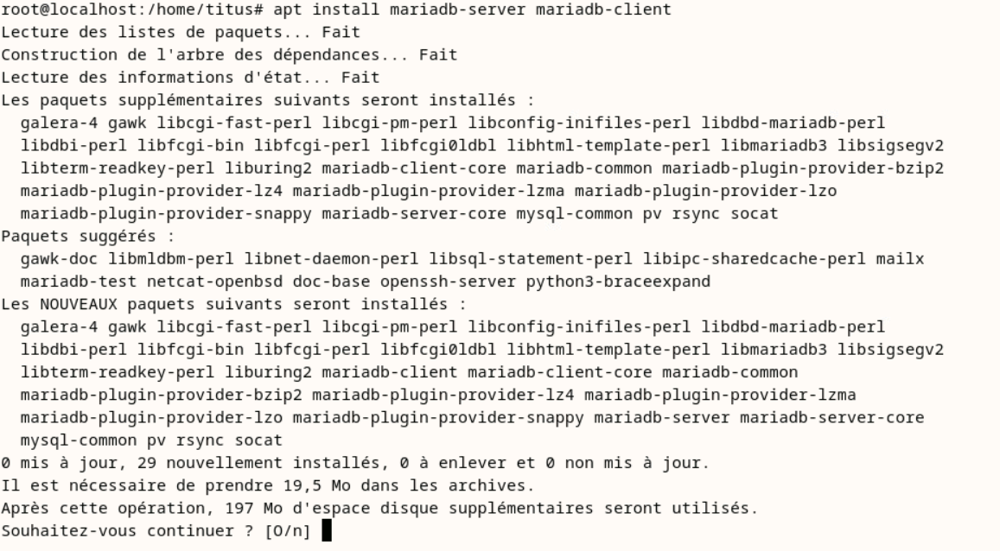 root@localhost:/home/titus# apt install mariadb-server mariadb-client
Lecture des listes de paquets... Fait
Construction de l'arbre des dépendances... Fait
Lecture des informations d'état... Fait
Les paquets supplémentaires suivants seront installés :
  galera-4 gawk libcgi-fast-perl libcgi-pm-perl libconfig-inifiles-perl libdbd-mariadb-perl
  libdbi-perl libfcgi-bin libfcgi-perl libfcgi0ldbl libhtml-template-perl libmariadb3 libsigsegv2
  libterm-readkey-perl liburing2 mariadb-client-core mariadb-common mariadb-plugin-provider-bzip2
  mariadb-plugin-provider-lz4 mariadb-plugin-provider-lzma mariadb-plugin-provider-lzo
  mariadb-plugin-provider-snappy mariadb-server-core mysql-common pv rsync socat
Paquets suggérés :
  gawk-doc libmldbm-perl libnet-daemon-perl libsql-statement-perl libipc-sharedcache-perl mailx
  mariadb-test netcat-openbsd doc-base openssh-server python3-braceexpand
Les NOUVEAUX paquets suivants seront installés :
  galera-4 gawk libcgi-fast-perl libcgi-pm-perl libconfig-inifiles-perl libdbd-mariadb-perl
  libdbi-perl libfcgi-bin libfcgi-perl libfcgi0ldbl libhtml-template-perl libmariadb3 libsigsegv2
  libterm-readkey-perl liburing2 mariadb-client mariadb-client-core mariadb-common
  mariadb-plugin-provider-bzip2 mariadb-plugin-provider-lz4 mariadb-plugin-provider-lzma
  mariadb-plugin-provider-lzo mariadb-plugin-provider-snappy mariadb-server mariadb-server-core
  mysql-common pv rsync socat
0 mis à jour, 29 nouvellement installés, 0 à enlever et 0 non mis à jour.
Il est nécessaire de prendre 19,5 Mo dans les archives.
Après cette opération, 197 Mo d'espace disque supplémentaires seront utilisés.
Souhaitez-vous continuer ? [O/n]